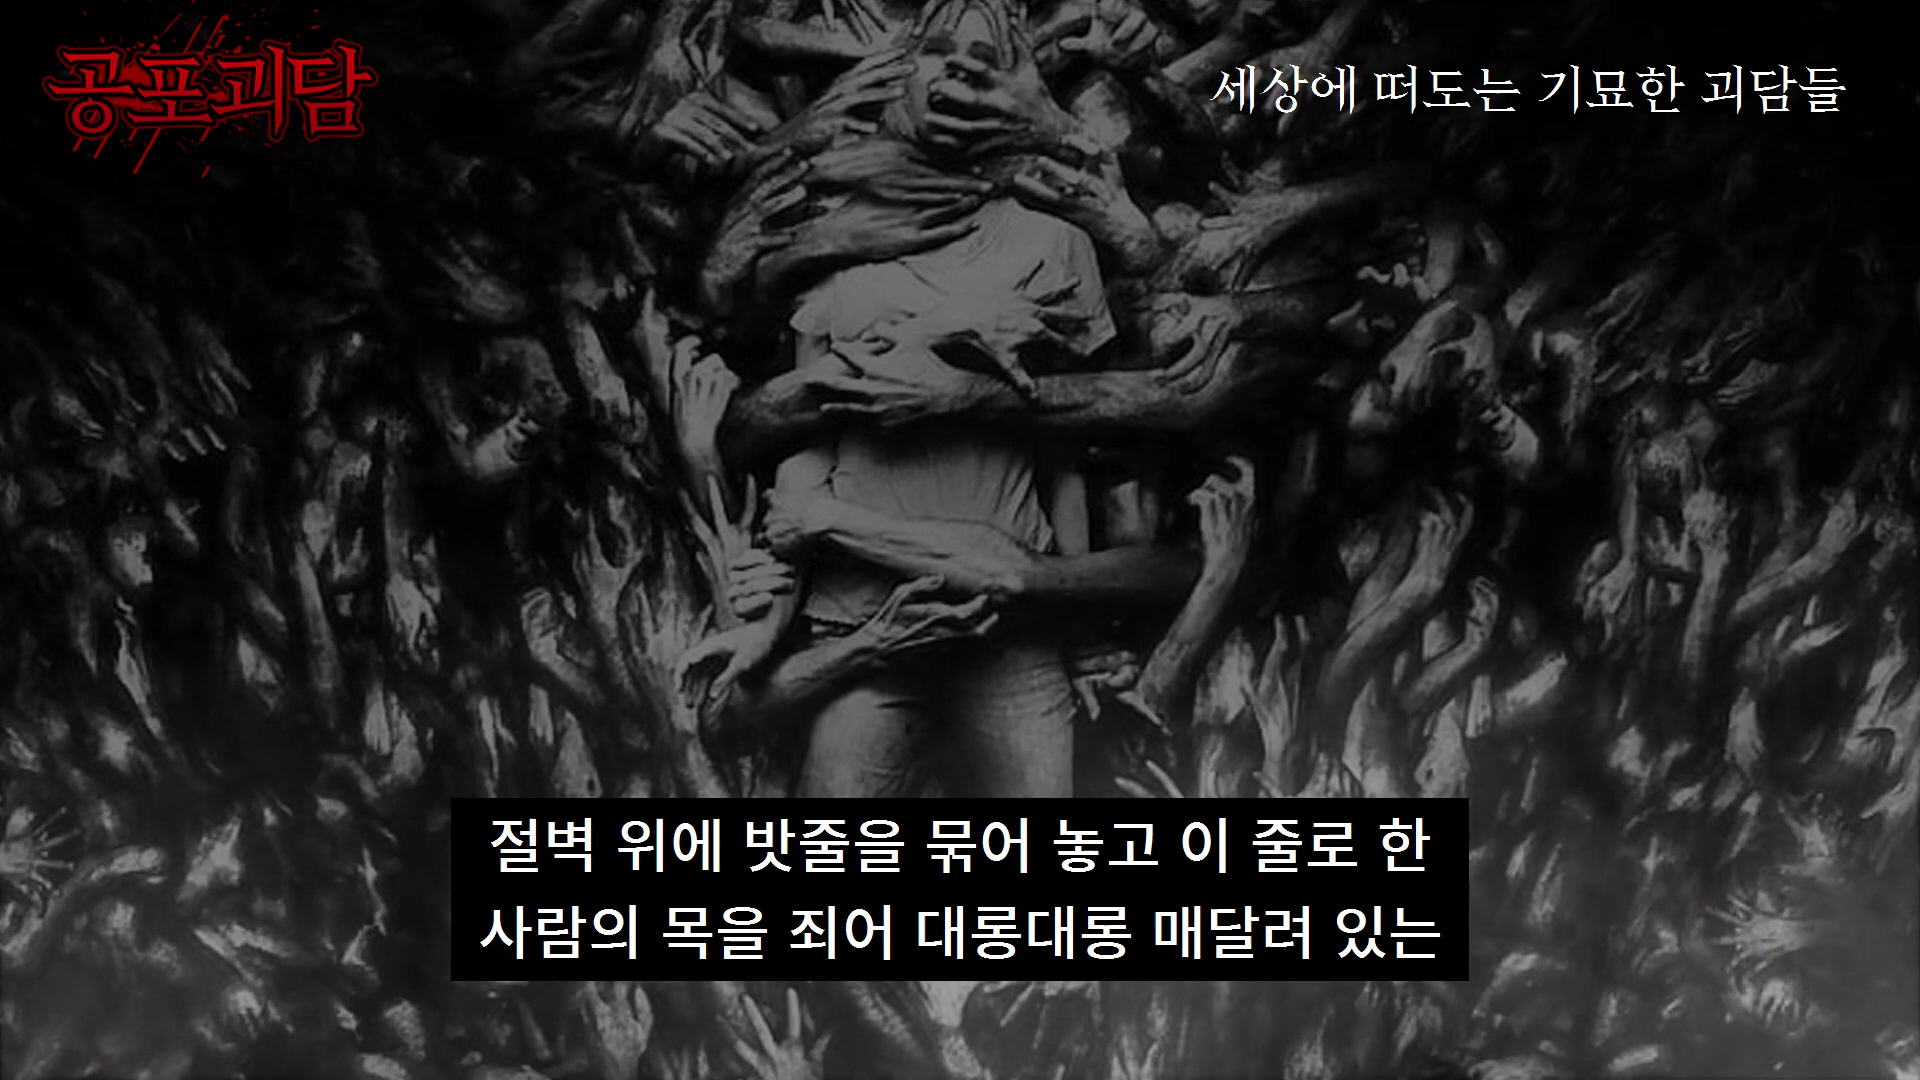 공포괴담
세상에 떠도는 기묘한 괴담들
절벽 위에 밧줄을 묶어 놓고 이 줄로 한
사람의 목을 죄어 대롱대롱 매달려 있는